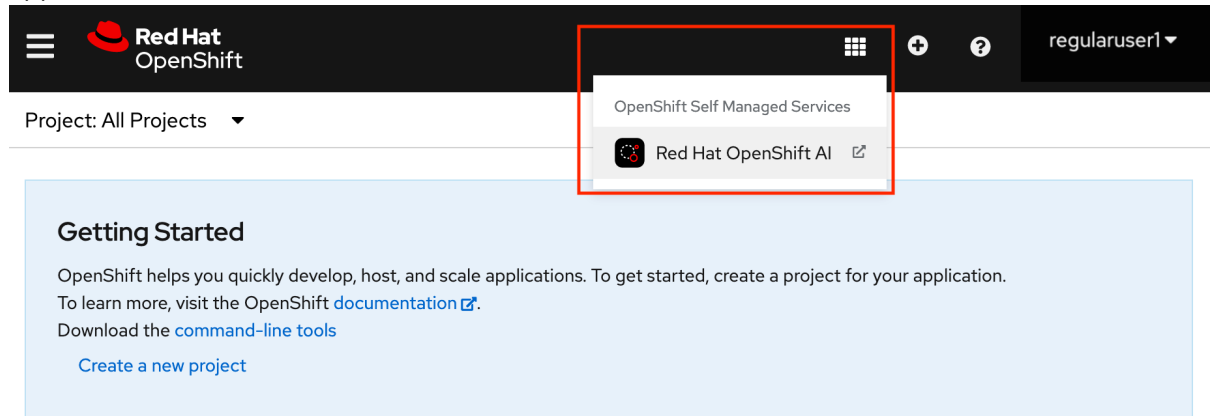 Red Hat
OpenShift
regularuser1
OpenShift Self Managed Services
Project: All Projects
Red Hat OpenShift AI
Getting Started
OpenShift helps you quickly develop, host, and scale applications. To get started, create a project for your application.
To learn more, visit the OpenShift documentation.
Download the command-line tools
Create a new project